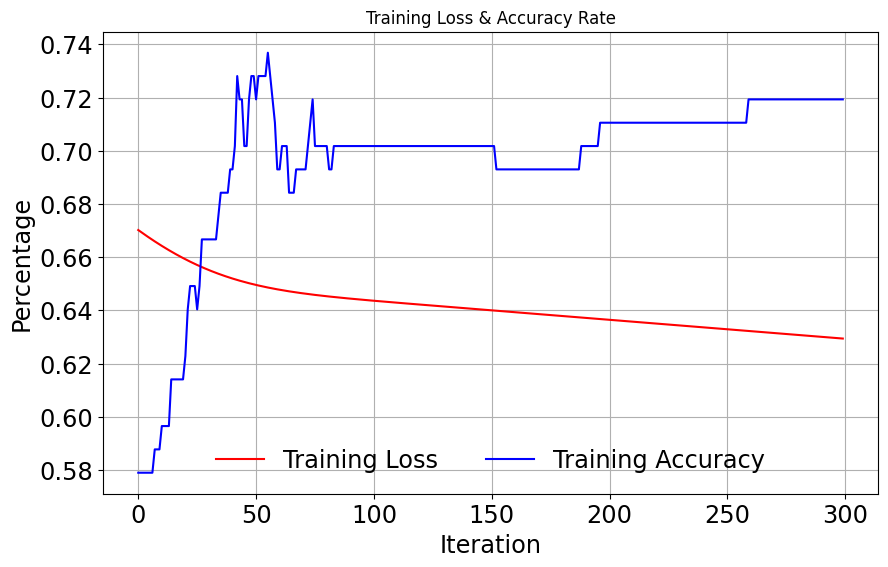 Training Loss & Accuracy Rate
0.74
0.72
0.70
0.68
0.66
0.64
0.62
0.60
0.58
Percentage
Training Loss
Training Accuracy
0 50 100 150 200 250 300
Iteration